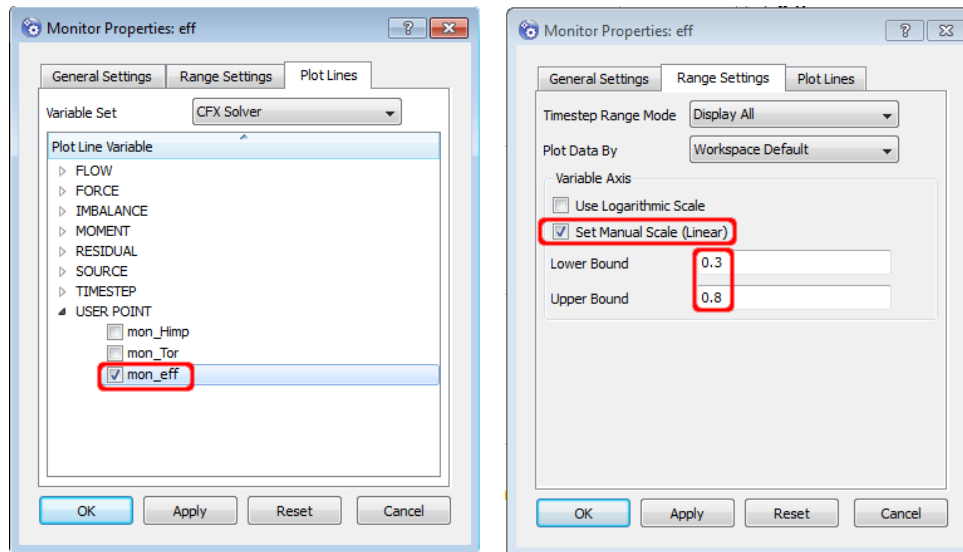 Monitor Properties: eff
General Settings Range Settings Plot Lines
Variable Set CFX Solver
Plot Line Variable
FLOW
FORCE
IMBALANCE
MOMENT
RESIDUAL
SOURCE
TIMESTEP
USER POINT
mon_Himp
mon_Tor
mon_eff
OK Apply Reset Cancel
Monitor Properties: eff
General Settings Range Settings Plot Lines
Timestep Range Mode Display All
Plot Data By Workspace Default
Variable Axis
Use Logarithmic Scale
Set Manual Scale (Linear)
Lower Bound 0.3
Upper Bound 0.8
OK Apply Reset Cancel